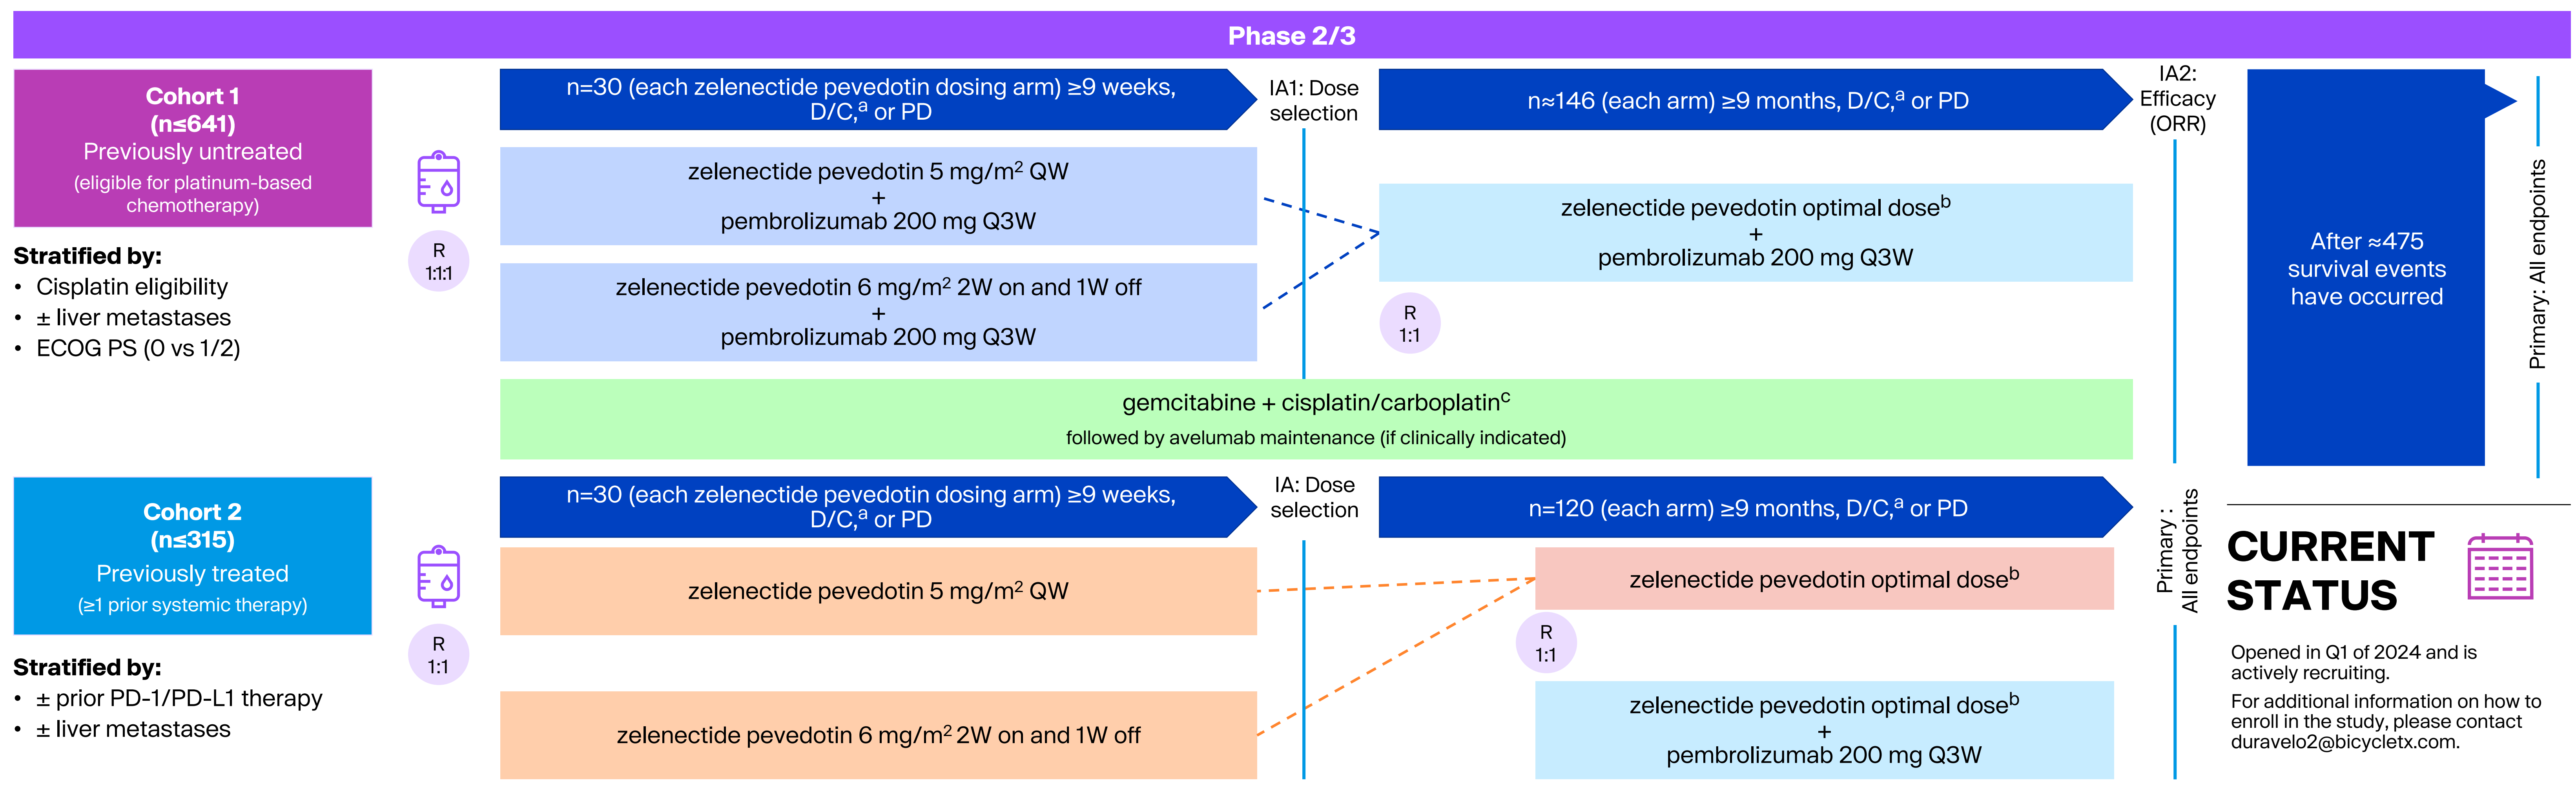 Phase 2/3
Cohort 1
(n≤641)
Previously untreated
(eligible for platinum-based
chemotherapy)
Stratified by:
• Cisplatin eligibility
• ± liver metastases
• ECOG PS (0 vs 1/2)
R
1:1:1
n=30 (each zelenectide pevedotin dosing arm) ≥9 weeks,
D/C,a or PD
IA1: Dose
selection
n≈146 (each arm) ≥9 months, D/C,a or PD
IA2:
Efficacy
(ORR)
zelenectide pevedotin 5 mg/m2 QW
+
pembrolizumab 200 mg Q3W
zelenectide pevedotin 6 mg/m2 2W on and 1W off
+
pembrolizumab 200 mg Q3W
zelenectide pevedotin optimal doseb
+
pembrolizumab 200 mg Q3W
R
1:1
gemcitabine + cisplatin/carboplatinc
followed by avelumab maintenance (if clinically indicated)
After ≈475
survival events
have occurred
Primary: All endpoints
Cohort 2
(n≤315)
Previously treated
(≥1 prior systemic therapy)
Stratified by:
• ± prior PD-1/PD-L1 therapy
• ± liver metastases
R
1:1
n=30 (each zelenectide pevedotin dosing arm) ≥9 weeks,
D/C,a or PD
IA: Dose
selection
n=120 (each arm) ≥9 months, D/C,a or PD
zelenectide pevedotin 5 mg/m2 QW
zelenectide pevedotin 6 mg/m2 2W on and 1W off
zelenectide pevedotin optimal doseb
R
1:1
zelenectide pevedotin optimal doseb
+
pembrolizumab 200 mg Q3W
Primary :
All endpoints
CURRENT
STATUS
Opened in Q1 of 2024 and is
actively recruiting.
For additional information on how to
enroll in the study, please contact
duravelo2@bicycletx.com.